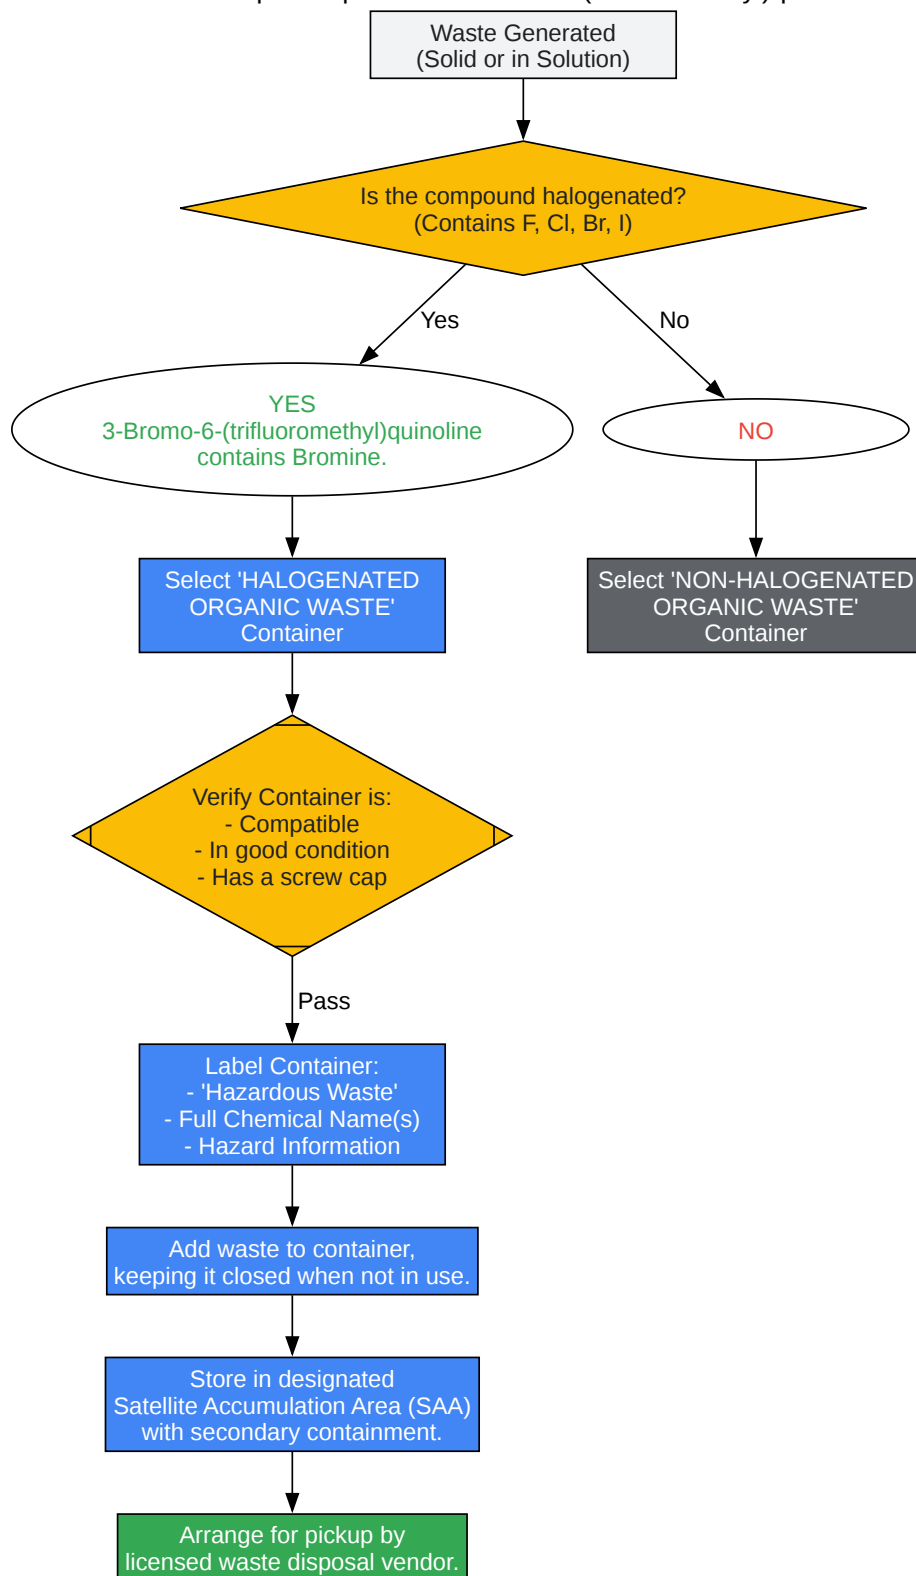 Waste Generated
(Solid or in Solution)
Is the compound halogenated?
(Contains F, Cl, Br, I)
Yes
No
YES
3-Bromo-6-(trifluoromethyl)quinoline
contains Bromine.
NO
Select 'HALOGENATED
ORGANIC WASTE'
Container
Select 'NON-HALOGENATED
ORGANIC WASTE'
Container
Verify Container is:
- Compatible
- In good condition
- Has a screw cap
Pass
Label Container:
- 'Hazardous Waste'
- Full Chemical Name(s)
- Hazard Information
Add waste to container,
keeping it closed when not in use.
Store in designated
Satellite Accumulation Area (SAA)
with secondary containment.
Arrange for pickup by
licensed waste disposal vendor.